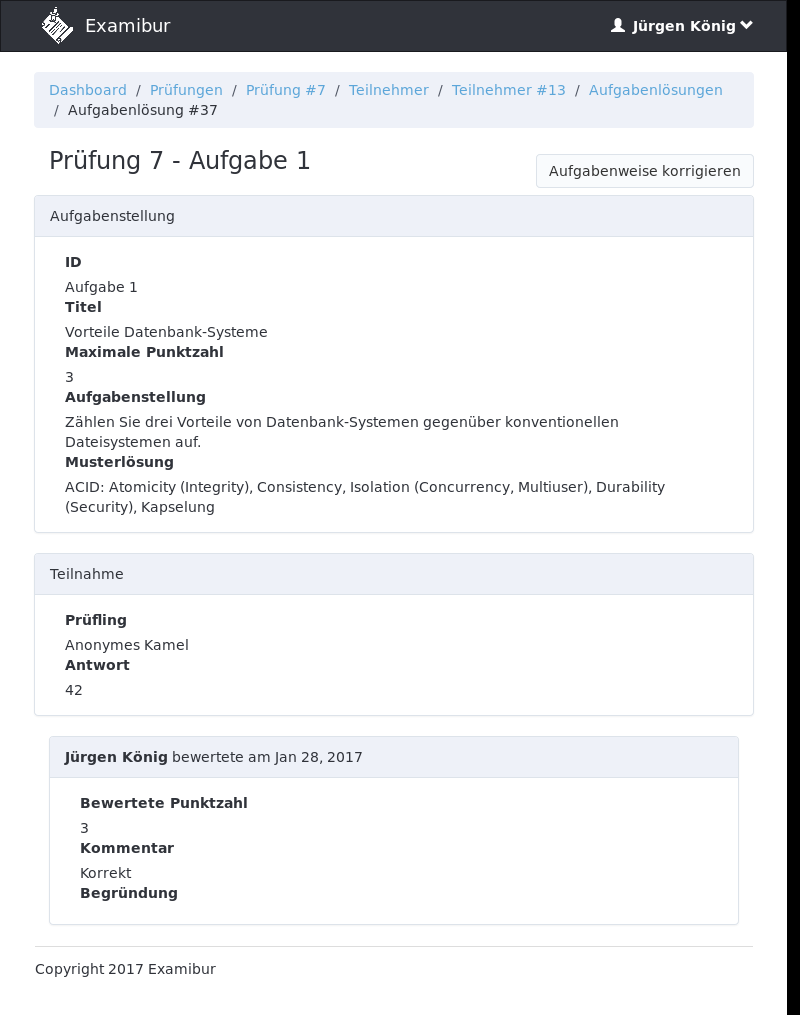 Examibur
Jürgen König
Dashboard / Prüfungen / Prüfung #7 / Teilnehmer / Teilnehmer #13 / Aufgabenlösungen
/ Aufgabenlösung #37
Prüfung 7 - Aufgabe 1
Aufgabenweise korrigieren
Aufgabenstellung
ID
Aufgabe 1
Titel
Vorteile Datenbank-Systeme
Maximale Punktzahl
3
Aufgabenstellung
Zählen Sie drei Vorteile von Datenbank-Systemen gegenüber konventionellen
Dateisystemen auf.
Musterlösung
ACID: Atomicity (Integrity), Consistency, Isolation (Concurrency, Multiuser), Durability
(Security), Kapselung
Teilnahme
Prüfling
Anonymes Kamel
Antwort
42
Jürgen König bewertete am Jan 28, 2017
Bewertete Punktzahl
3
Kommentar
Korrekt
Begründung
Copyright 2017 Examibur